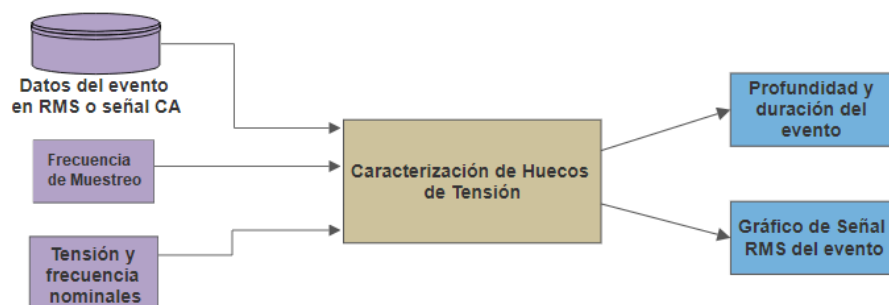 Datos del evento
en RMS o señal CA
Frecuencia
de Muestreo
Tensión y
frecuencia
nominales
Caracterización de Huecos
de Tensión
Profundidad y
duración del
evento
Gráfico de Señal
RMS del evento